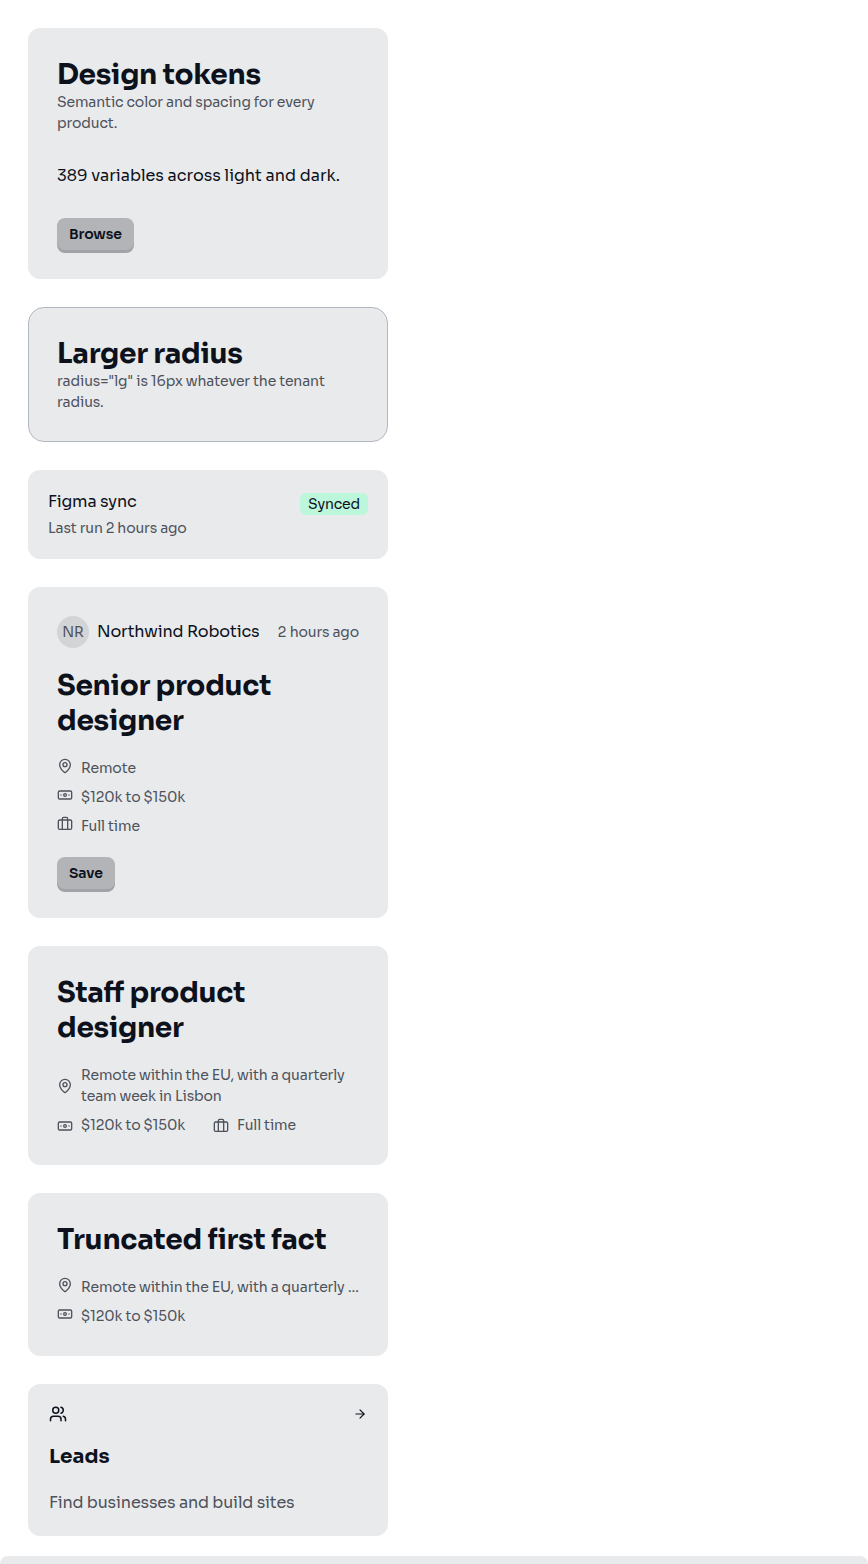 Design tokens
Semantic color and spacing for every
product.
389 variables across light and dark.
Browse
Larger radius
radius="lg" is 16px whatever the tenant
radius.
Figma sync
Synced
Last run 2 hours ago
NR Northwind Robotics 2 hours ago
Senior product
designer
Remote
$120k to $150k
Full time
Save
Staff product
designer
Remote within the EU, with a quarterly
team week in Lisbon
$120k to $150k Full time
Truncated first fact
Remote within the EU, with a quarterly ...
$120k to $150k
Leads
Find businesses and build sites